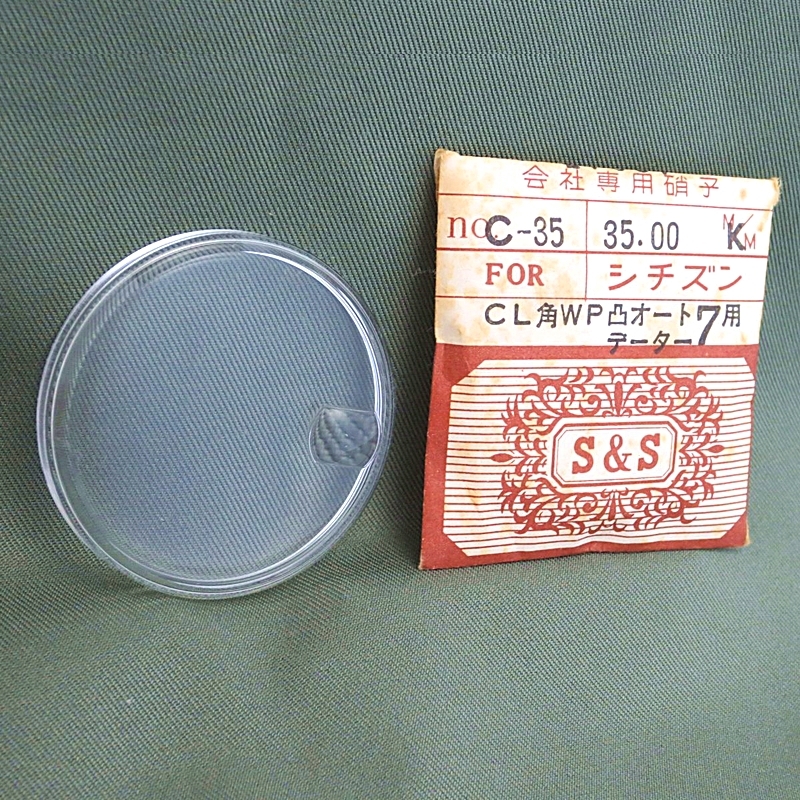 会社専用硝子
no. C-35 35.00 M/M K
FOR シチズン
CL角WP凸オート7用
データー
S&S